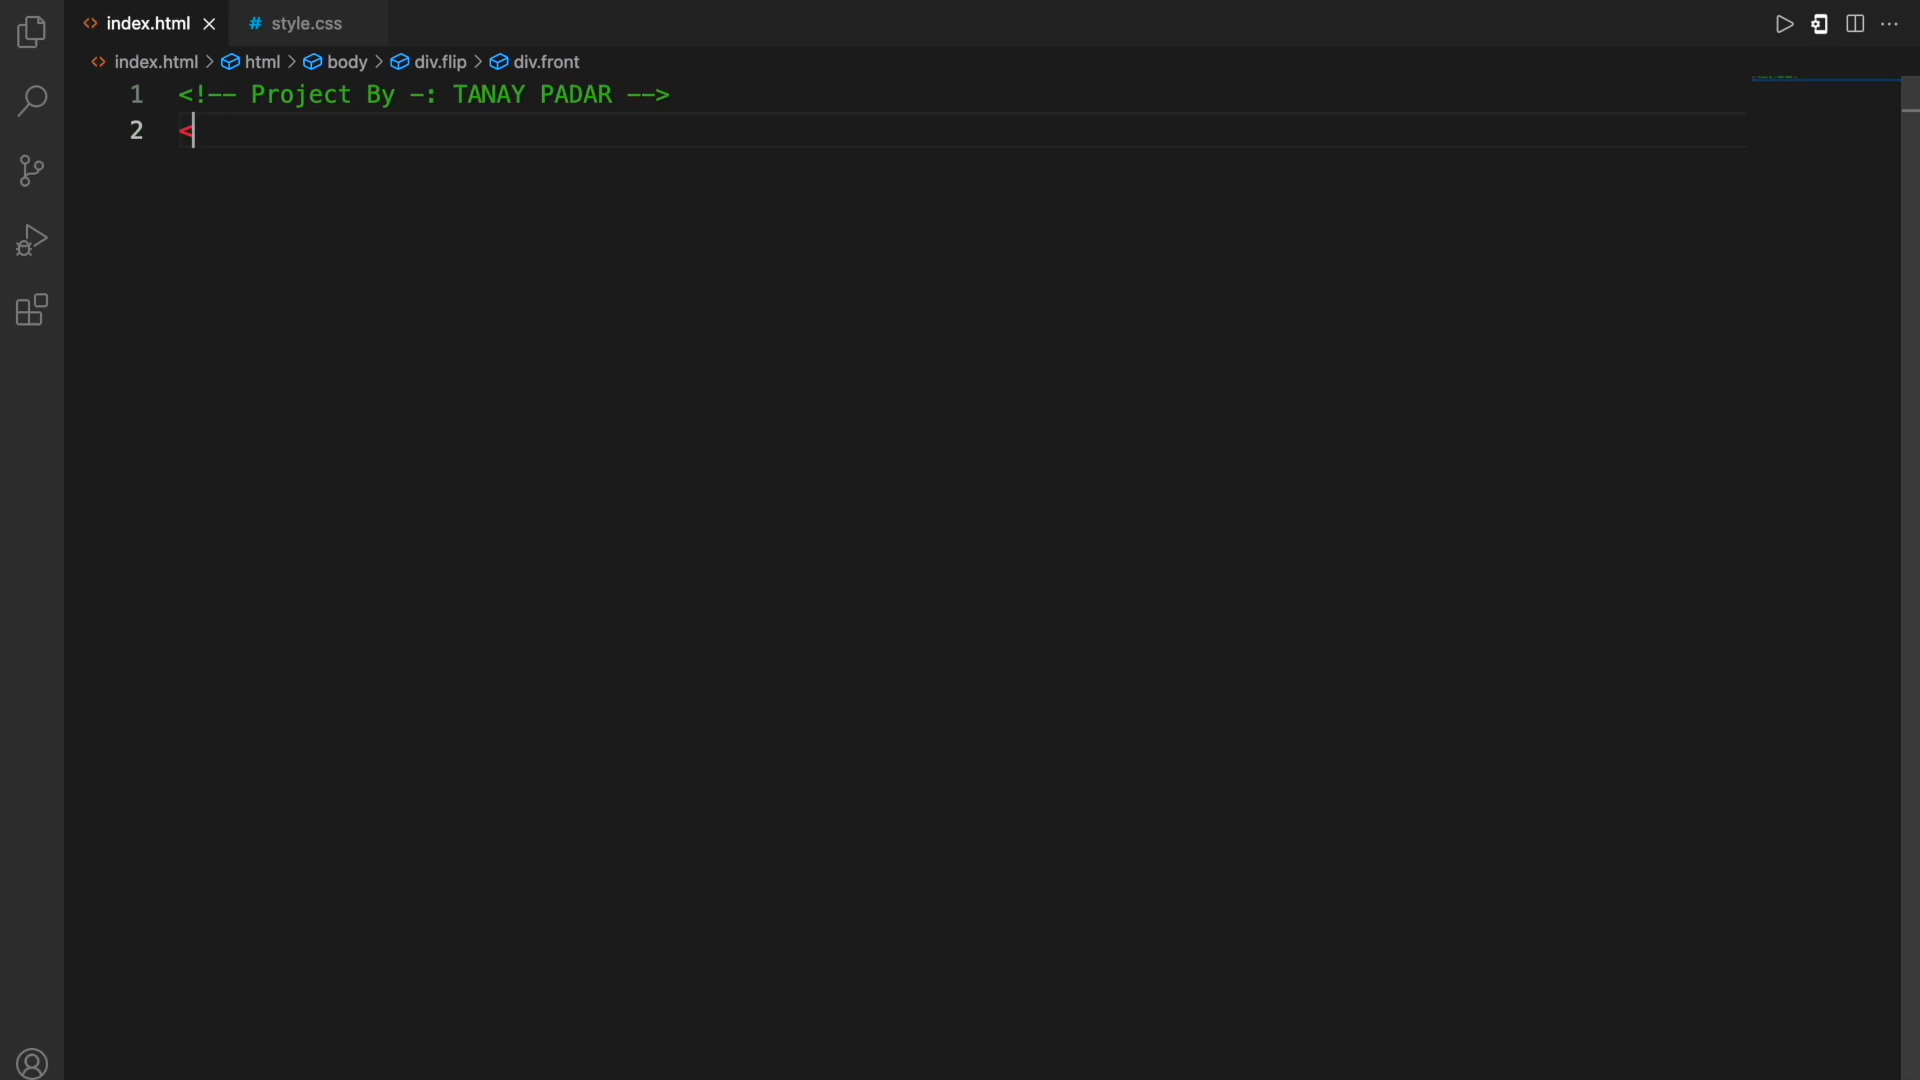 <> index.html × # style.css
<> index.html > html > body > div.flip > div.front
1 <!-- Project By -: TANAY PADAR -->
2 <